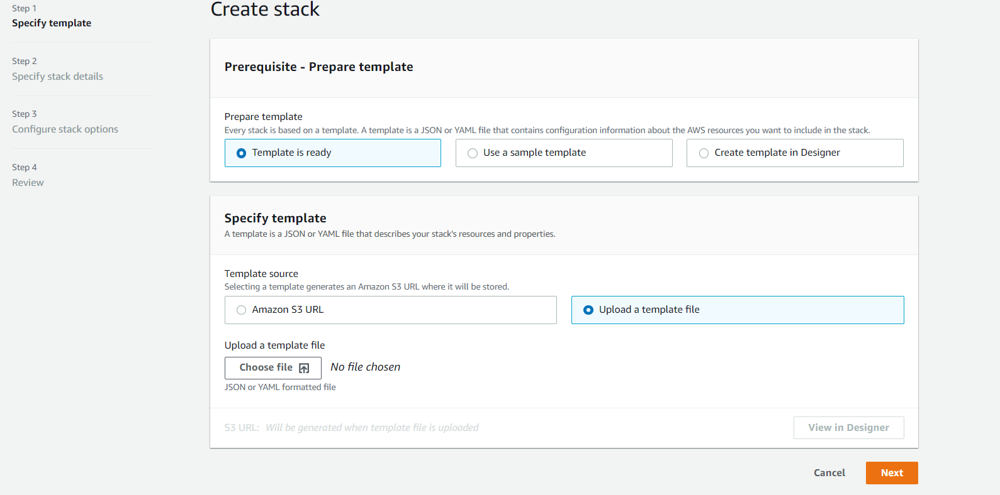 Step 1
Specify template
Step 2
Specify stack details
Step 3
Configure stack options
Step 4
Review
Create stack
Prerequisite - Prepare template
Prepare template
Every stack is based on a template. A template is a JSON or YAML file that contains configuration information about the AWS resources you want to include in the stack.
Template is ready
Use a sample template
Create template in Designer
Specify template
A template is a JSON or YAML file that describes your stack's resources and properties.
Template source
Selecting a template generates an Amazon S3 URL where it will be stored.
Amazon S3 URL
Upload a template file
Upload a template file
Choose file No file chosen
JSON or YAML formatted file
S3 URL: Will be generated when template file is uploaded
View in Designer
Cancel
Next